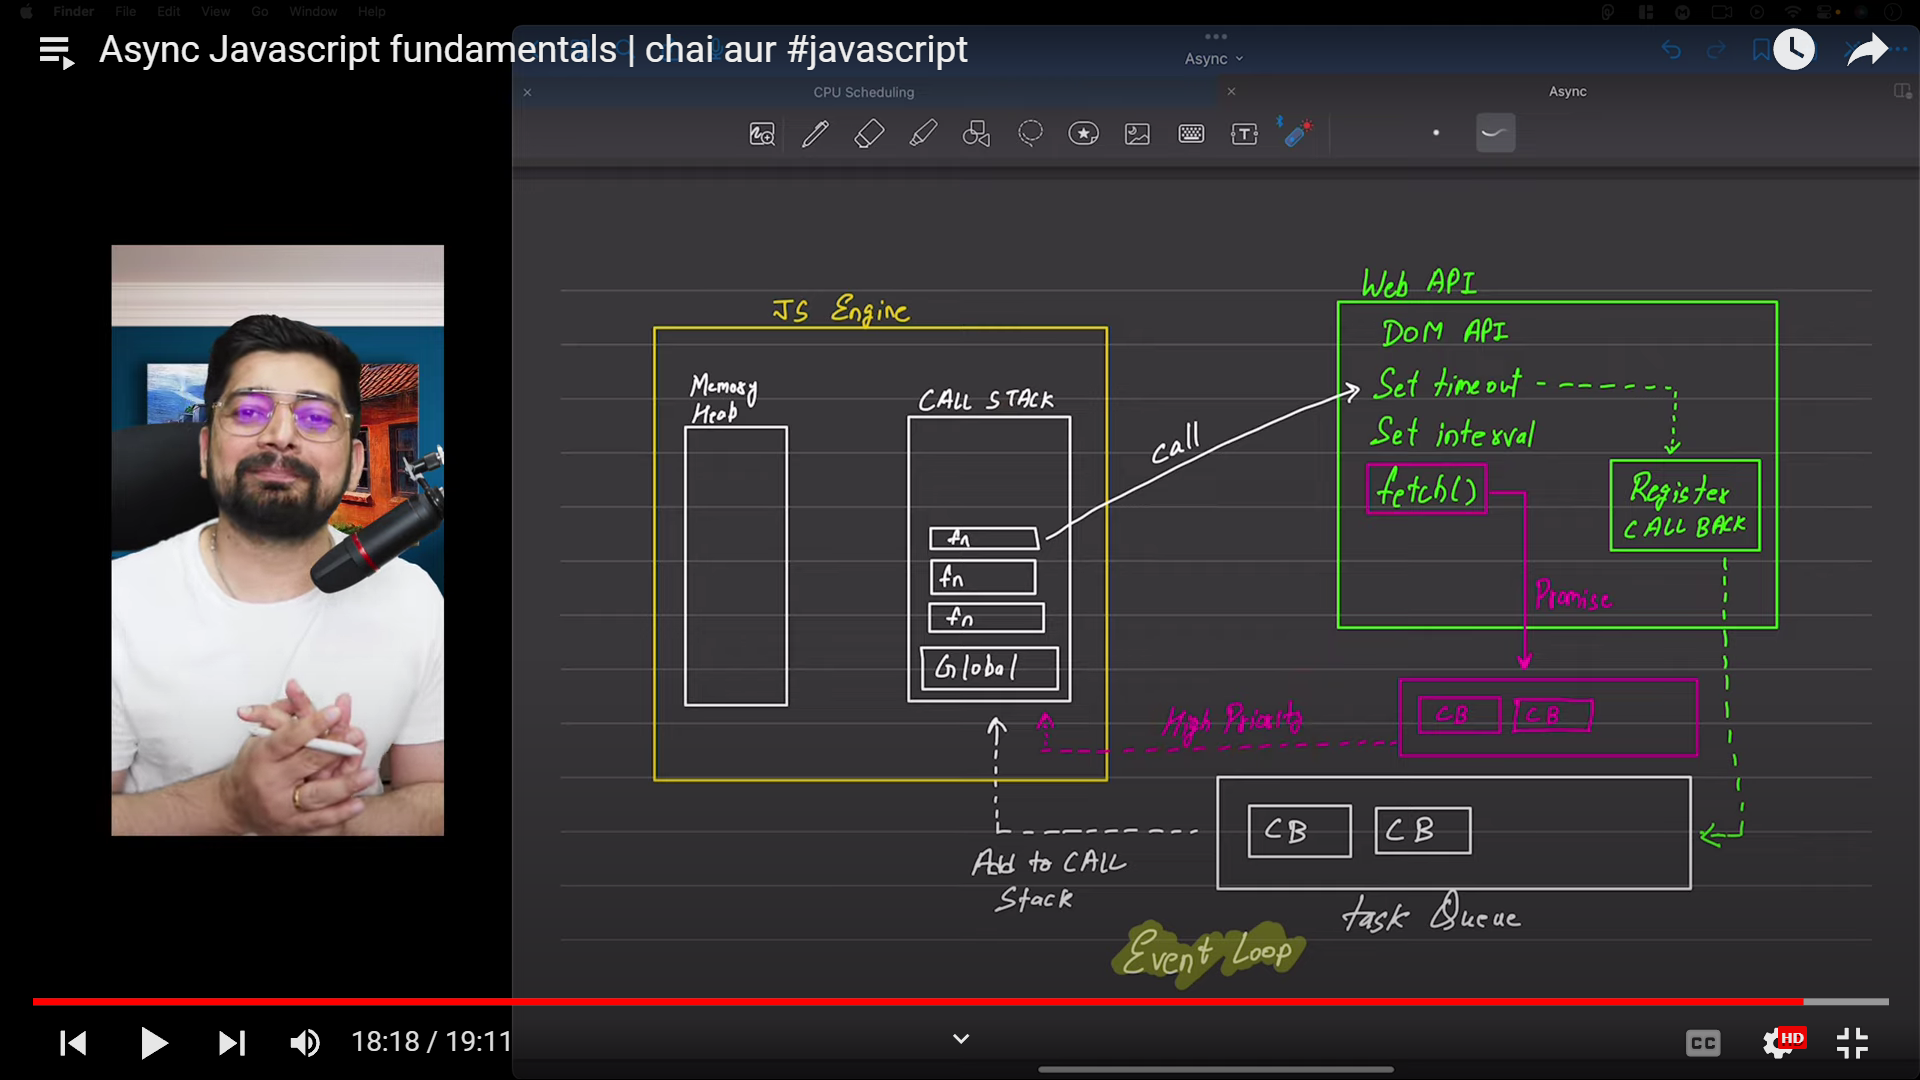 Finder File Edit View Go Window Help
Async Javascript fundamentals | chai aur #javascript
Async
CPU Scheduling
Async
T
JS Engine
Memory
Heap
CALL STACK
fn
fn
fn
Global
call
Web API
DOM API
Set timeout
Set interval
fetch()
Register
CALL BACK
Promise
High Priority
CB CB
CB CB
Add to CALL
Stack
Task Queue
Event Loop
18:18 / 19:11
CC
HD